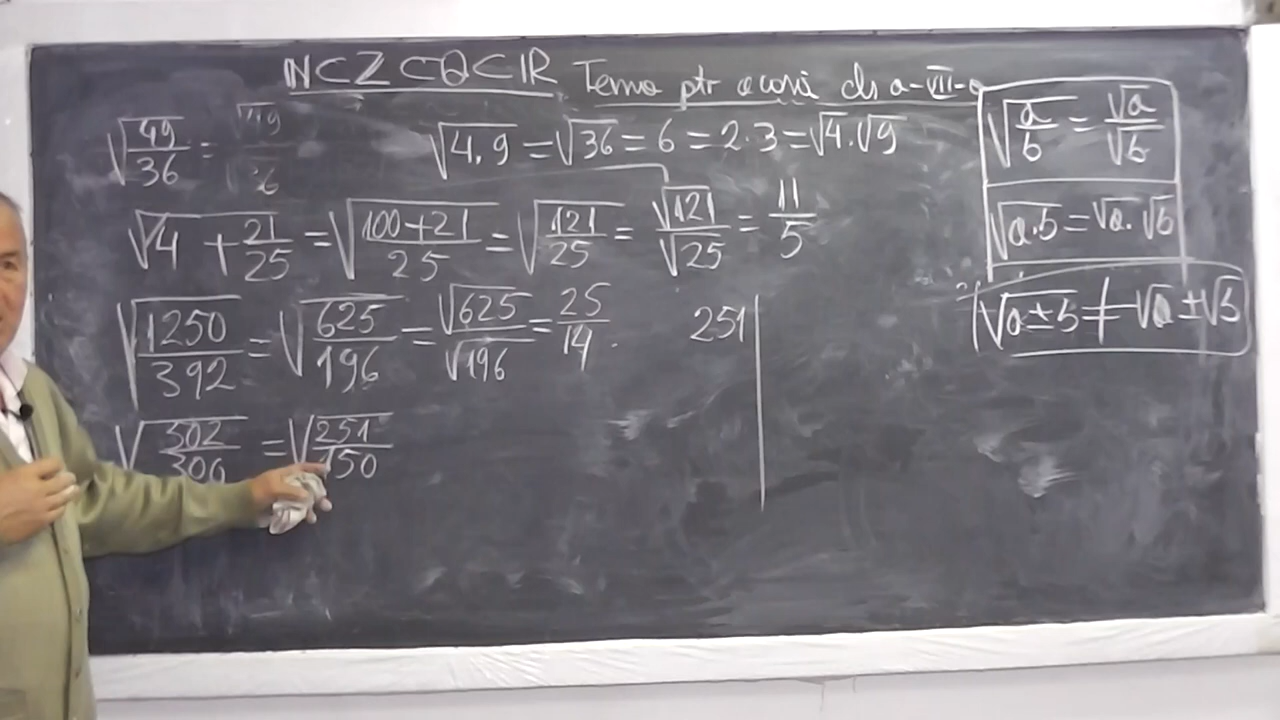 N⊂Z⊂Q⊂R Tema ptr acasă cls a-VII-a
√(49/36) = √49/√36
√(4·9) = √36 = 6 = 2·3 = √4·√9
√(4 + 21/25) = √((100+21)/25) = √(121/25) = √121/√25 = 11/5
√(1250/392) = √(625/196) = √625/√196 = 25/14.
251
√(302/300) = √(251/150)
√(a/b) = √a/√b
√(a·b) = √a·√b
√(a±b) ≠ √a±√b